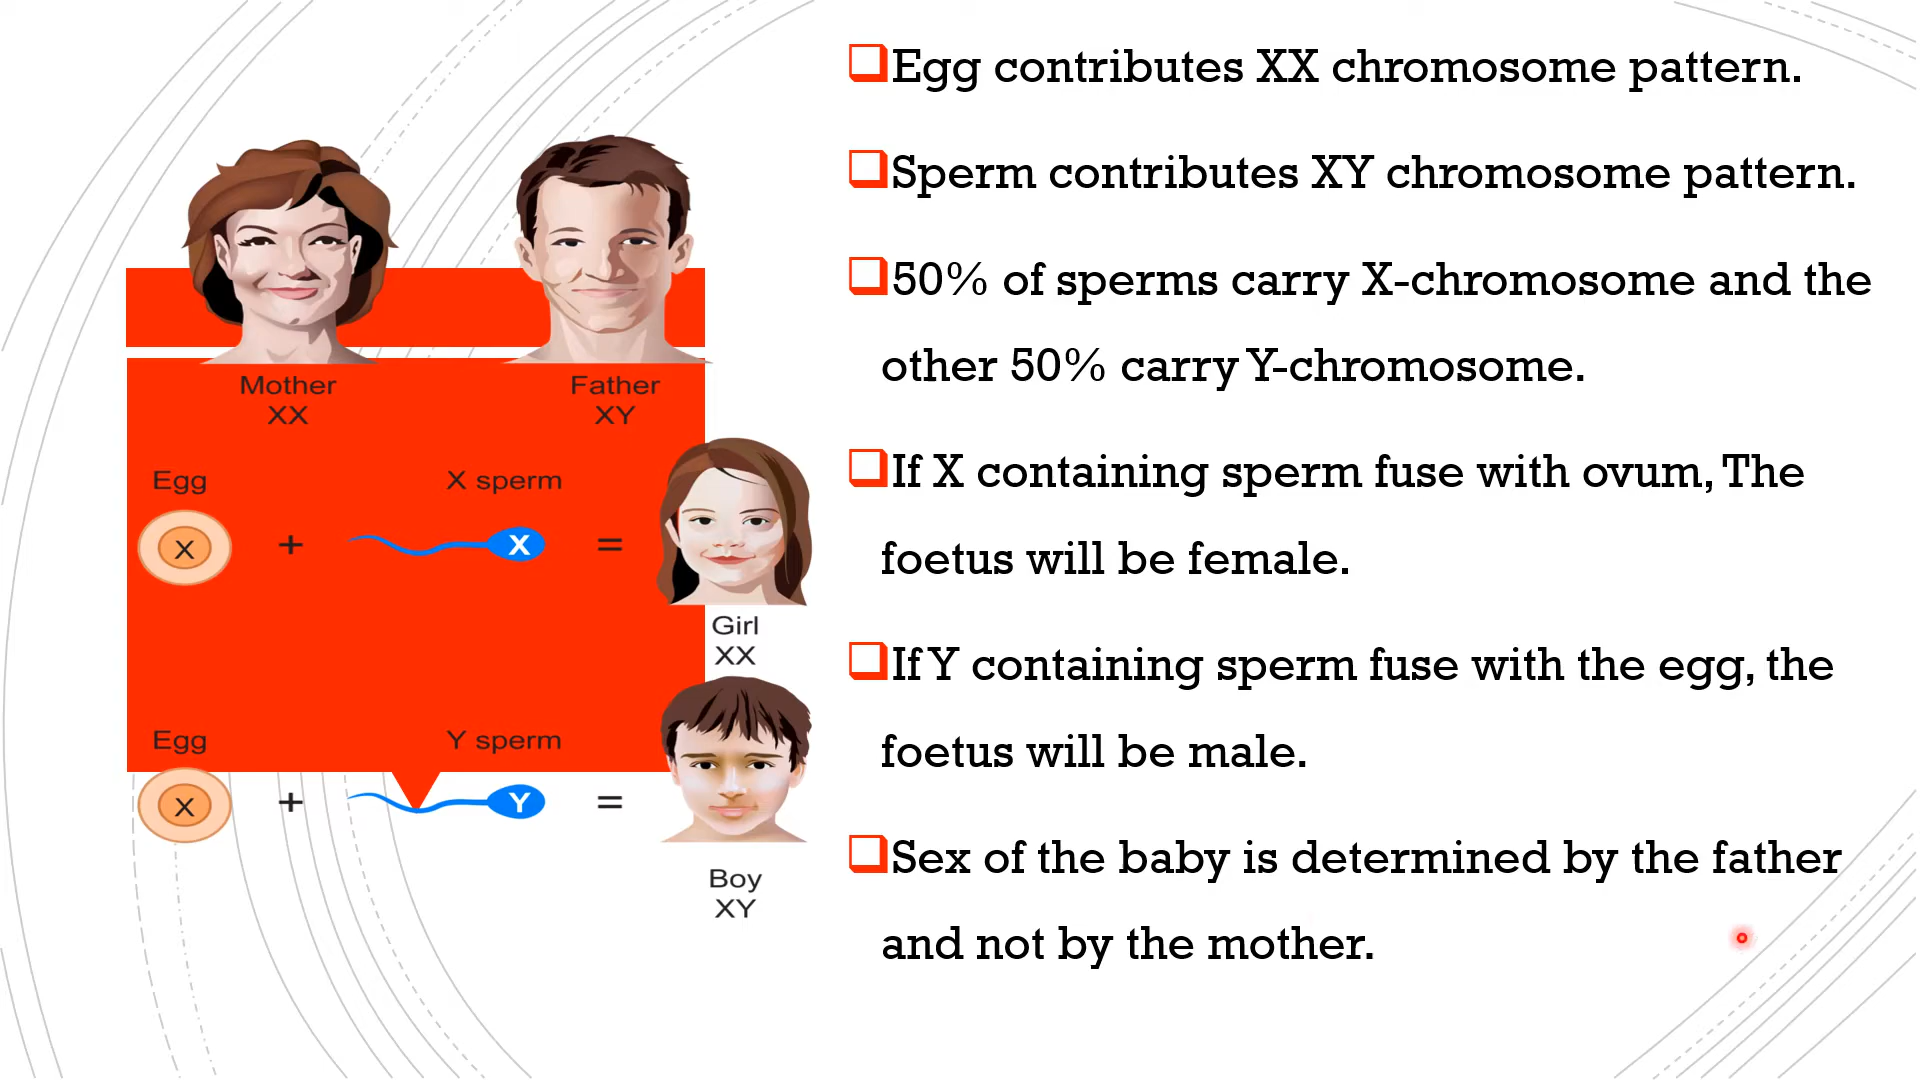 Mother
XX
Father
XY
Egg
X sperm
X
+
X
=
Girl
XX
Egg
Y sperm
X
+
Y
=
Boy
XY
Egg contributes XX chromosome pattern.
Sperm contributes XY chromosome pattern.
50% of sperms carry X-chromosome and the
other 50% carry Y-chromosome.
If X containing sperm fuse with ovum, The
foetus will be female.
If Y containing sperm fuse with the egg, the
foetus will be male.
Sex of the baby is determined by the father
and not by the mother.